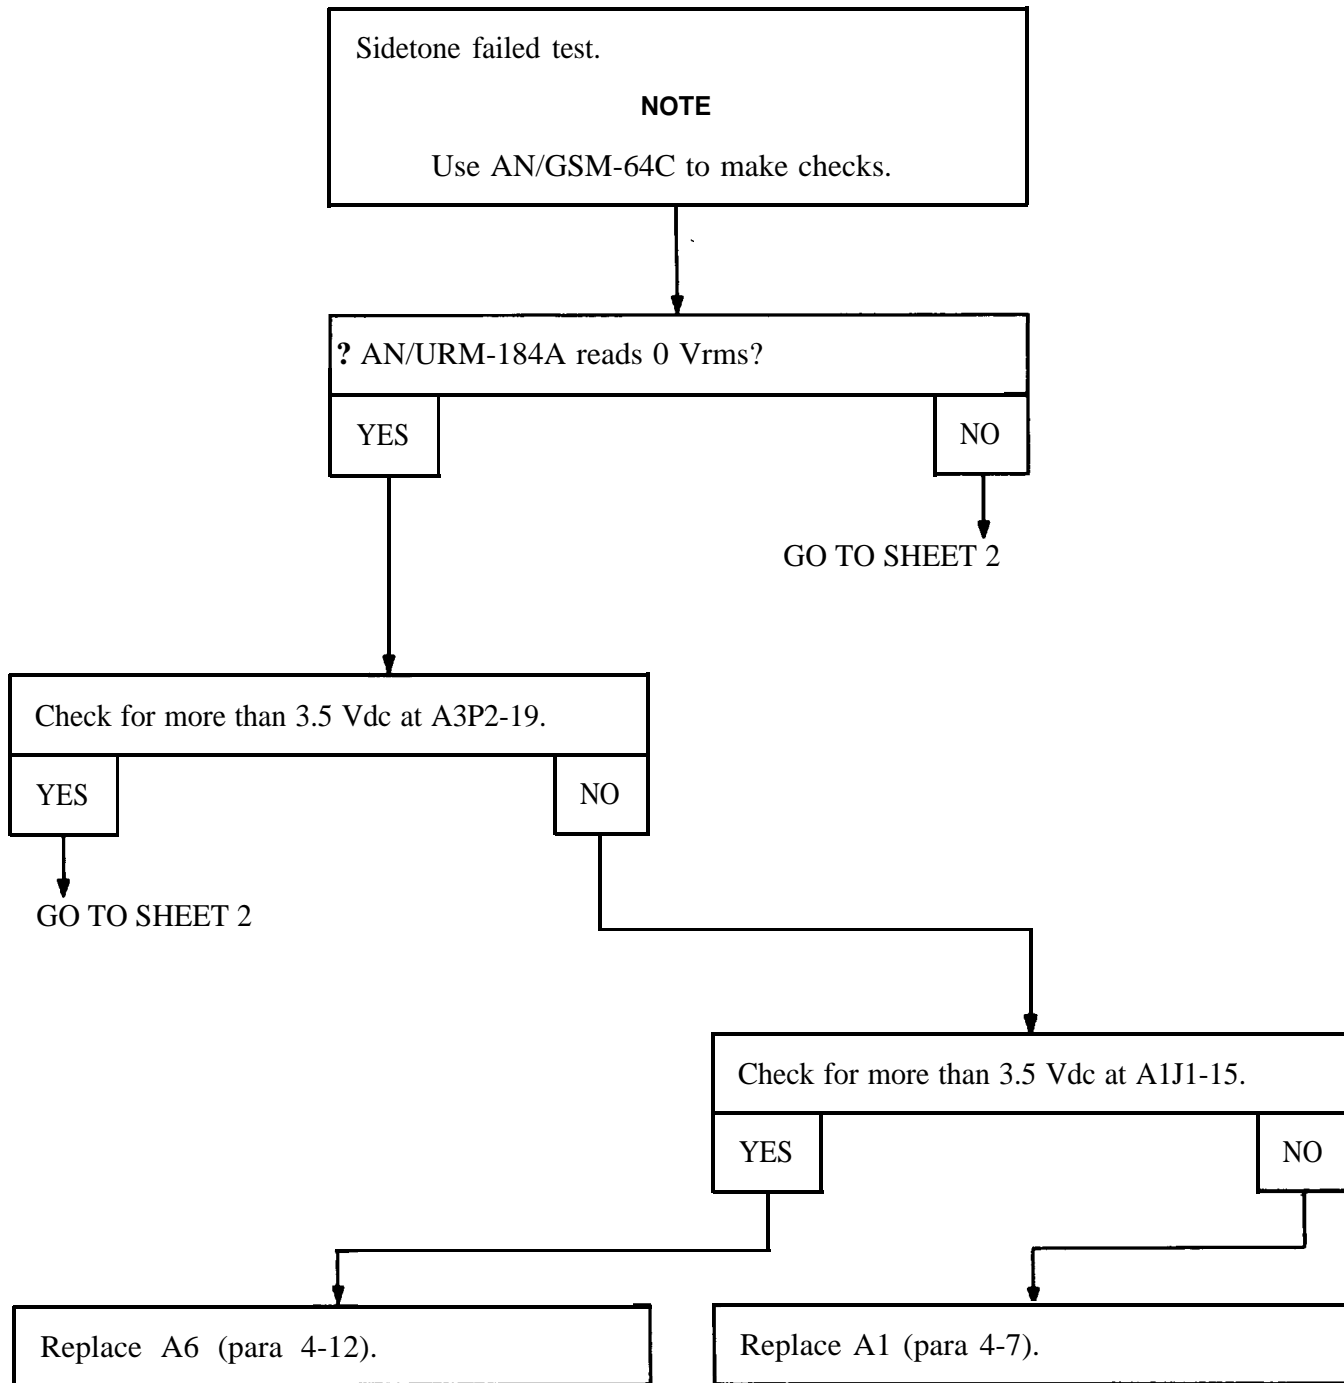 Sidetone failed test.
NOTE
Use AN/GSM-64C to make checks.
? AN/URM-184A reads 0 Vrms?
YES
NO
GO TO SHEET 2
Check for more than 3.5 Vdc at A3P2-19.
YES
NO
GO TO SHEET 2
Check for more than 3.5 Vdc at A1J1-15.
YES
NO
Replace A6 (para 4-12).
Replace A1 (para 4-7).